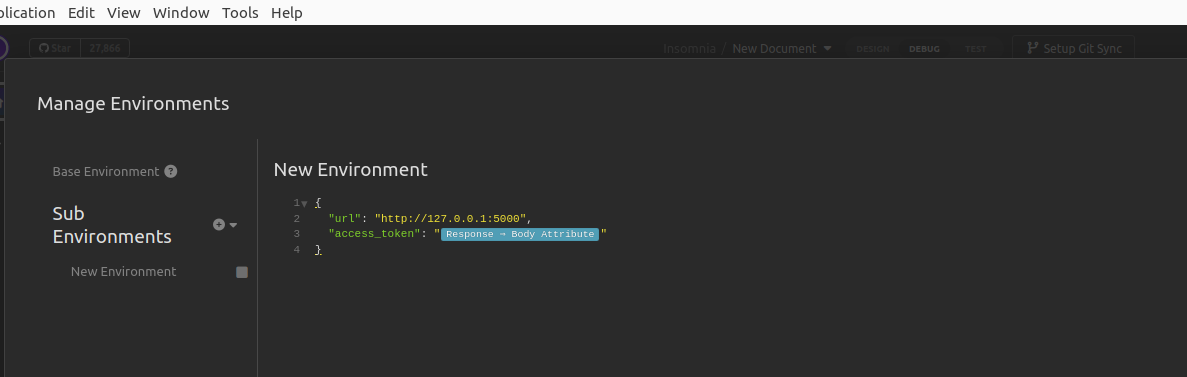 plication Edit View Window Tools Help
Star 27,866 Insomnia / New Document DESIGN DEBUG TEST Setup Git Sync
Manage Environments
Base Environment ?
New Environment
1 {
2 "url": "http://127.0.0.1:5000",
3 "access_token": "Response → Body Attribute"
4 }
Sub
Environments
New Environment